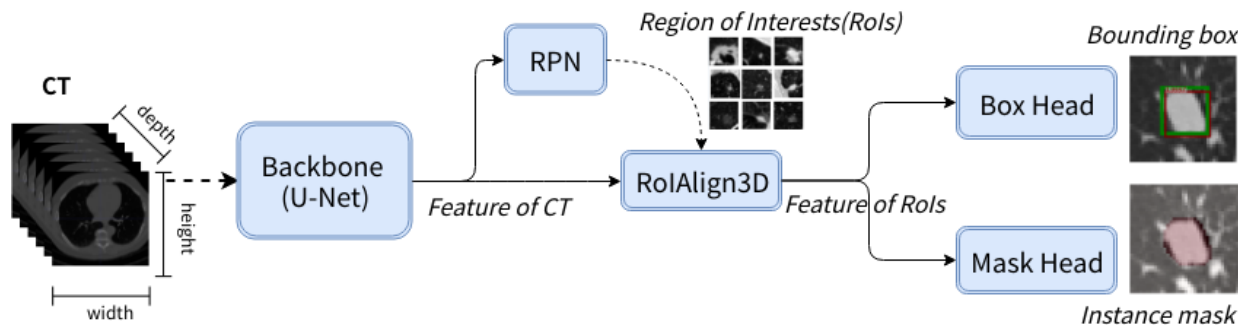 CT
depth
height
width
Backbone
(U-Net)
Feature of CT
RPN
Region of Interests(RoIs)
RoIAlign3D
Feature of RoIs
Box Head
Mask Head
Bounding box
Instance mask